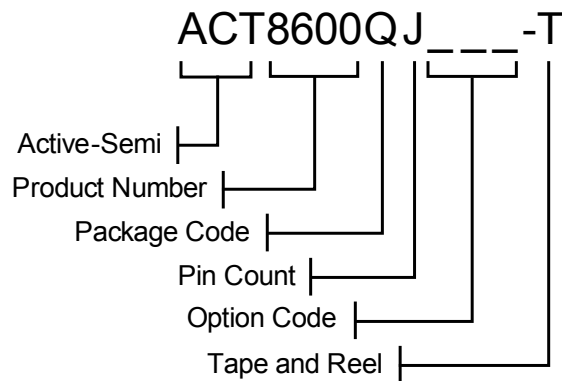 ACT8600QJ_ _ _ -T
Active-Semi
Product Number
Package Code
Pin Count
Option Code
Tape and Reel